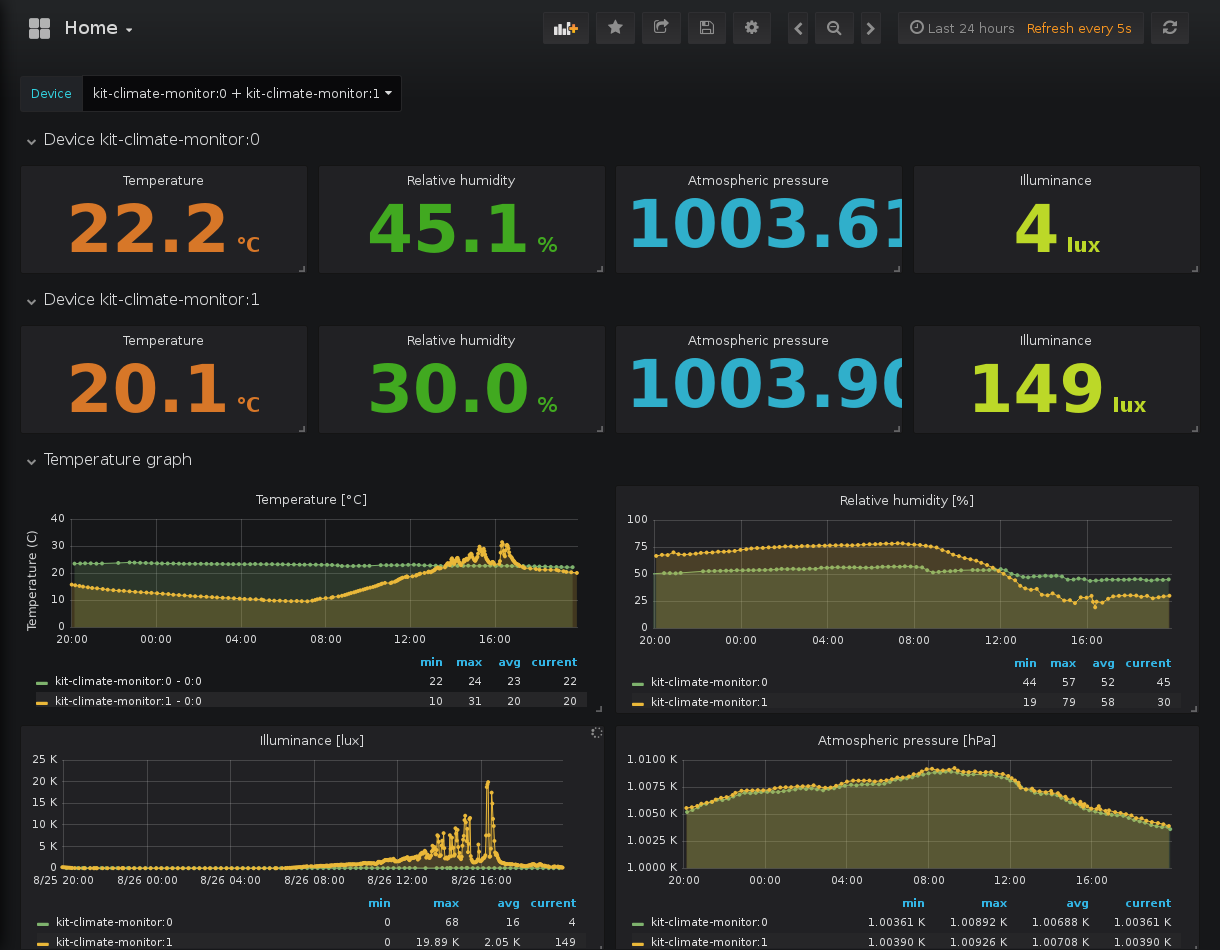 Home
Last 24 hours Refresh every 5s
Device kit-climate-monitor:0 + kit-climate-monitor:1
Device kit-climate-monitor:0
Temperature Relative humidity Atmospheric pressure Illuminance
22.2 °C 45.1 % 1003.61 4 lux
Device kit-climate-monitor:1
Temperature Relative humidity Atmospheric pressure Illuminance
20.1 °C 30.0 % 1003.90 149 lux
Temperature graph
Temperature [°C]
Temperature (C)
40
30
20
10
0
20:00 00:00 04:00 08:00 12:00 16:00
min max avg current
kit-climate-monitor:0 - 0:0 22 24 23 22
kit-climate-monitor:1 - 0:0 10 31 20 20
Relative humidity [%]
100
75
50
25
0
20:00 00:00 04:00 08:00 12:00 16:00
min max avg current
kit-climate-monitor:0 44 57 52 45
kit-climate-monitor:1 19 79 58 30
Illuminance [lux]
25 K
20 K
15 K
10 K
5 K
0
8/25 20:00 8/26 00:00 8/26 04:00 8/26 08:00 8/26 12:00 8/26 16:00
min max avg current
kit-climate-monitor:0 0 68 16 4
kit-climate-monitor:1 0 19.89 K 2.05 K 149
Atmospheric pressure [hPa]
1.0100 K
1.0075 K
1.0050 K
1.0025 K
1.0000 K
20:00 00:00 04:00 08:00 12:00 16:00
min max avg current
kit-climate-monitor:0 1.00361 K 1.00892 K 1.00688 K 1.00361 K
kit-climate-monitor:1 1.00390 K 1.00926 K 1.00708 K 1.00390 K